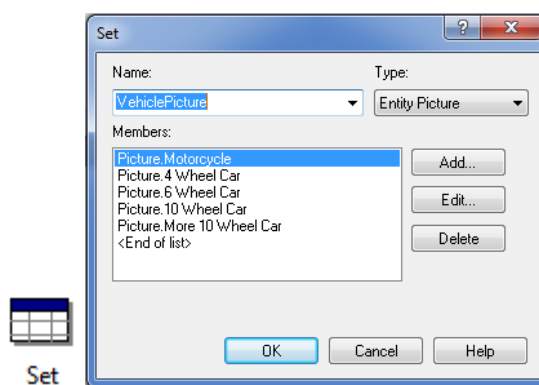 Set
Name:
Type:
VehiclePicture
Entity Picture
Members:
Picture.Motorcycle
Picture.4 Wheel Car
Picture.6 Wheel Car
Picture.10 Wheel Car
Picture.More 10 Wheel Car
<End of list>
Add...
Edit...
Delete
OK
Cancel
Help
Set